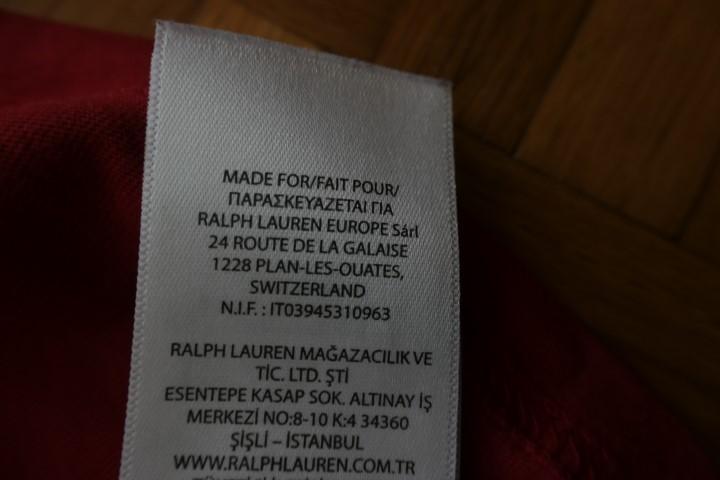 MADE FOR/FAIT POUR/
ΠΑΡΑΣΚΕΥΑΖΕΤΑΙ ΓΙΑ
RALPH LAUREN EUROPE Sárl
24 ROUTE DE LA GALAISE
1228 PLAN-LES-OUATES,
SWITZERLAND
N.I.F. : IT03945310963
RALPH LAUREN MAĞAZACILIK VE
TİC. LTD. ŞTİ
ESENTEPE KASAP SOK. ALTINAY İŞ
MERKEZİ NO:8-10 K:4 34360
ŞİŞLİ – İSTANBUL
WWW.RALPHLAUREN.COM.TR